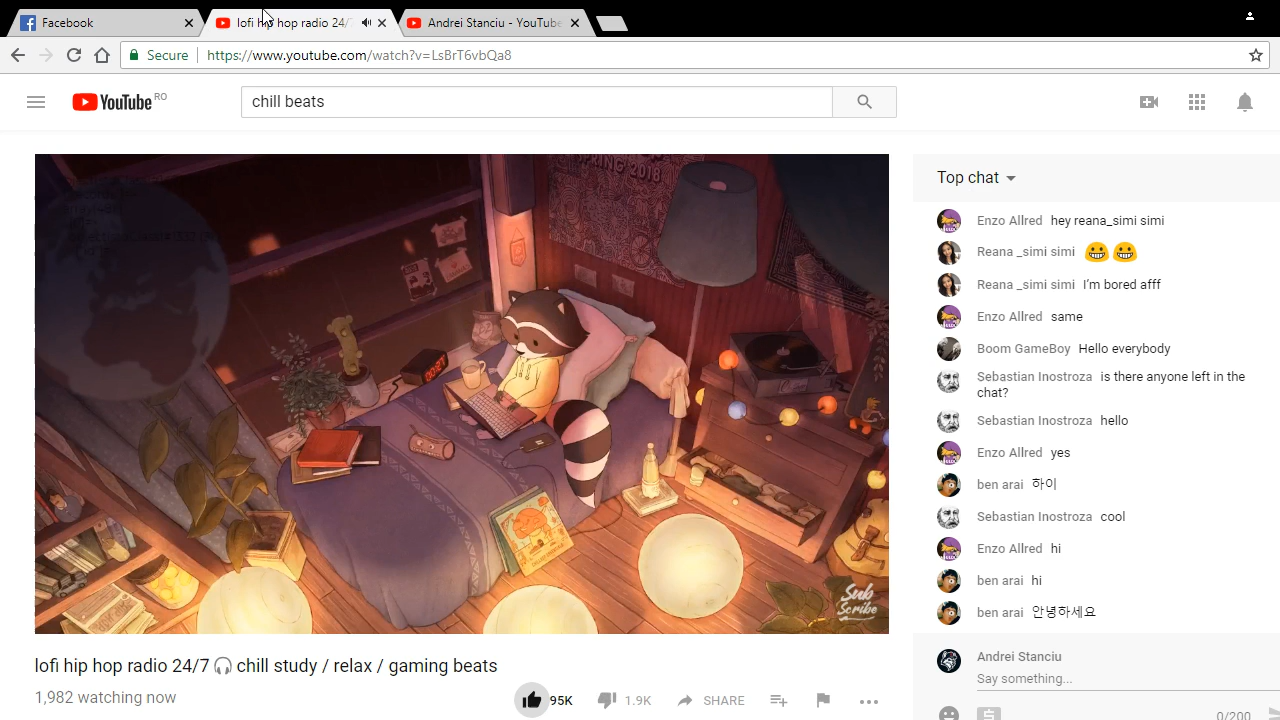 Facebook
lofi hip hop radio 24/7
Andrei Stanciu - YouTube
Secure
https://www.youtube.com/watch?v=LsBrT6vbQa8
YouTube RO
chill beats
SPRING 2018
00:27
Sub
Scribe
lofi hip hop radio 24/7 🎧 chill study / relax / gaming beats
1,982 watching now
95K
1.9K
SHARE
Top chat
Enzo Allred hey reana_simi simi
Reana _simi simi 😀😀
Reana _simi simi I'm bored afff
Enzo Allred same
Boom GameBoy Hello everybody
Sebastian Inostroza is there anyone left in the
chat?
Sebastian Inostroza hello
Enzo Allred yes
ben arai 하이
Sebastian Inostroza cool
Enzo Allred hi
ben arai hi
ben arai 안녕하세요
Andrei Stanciu
Say something...
0/200